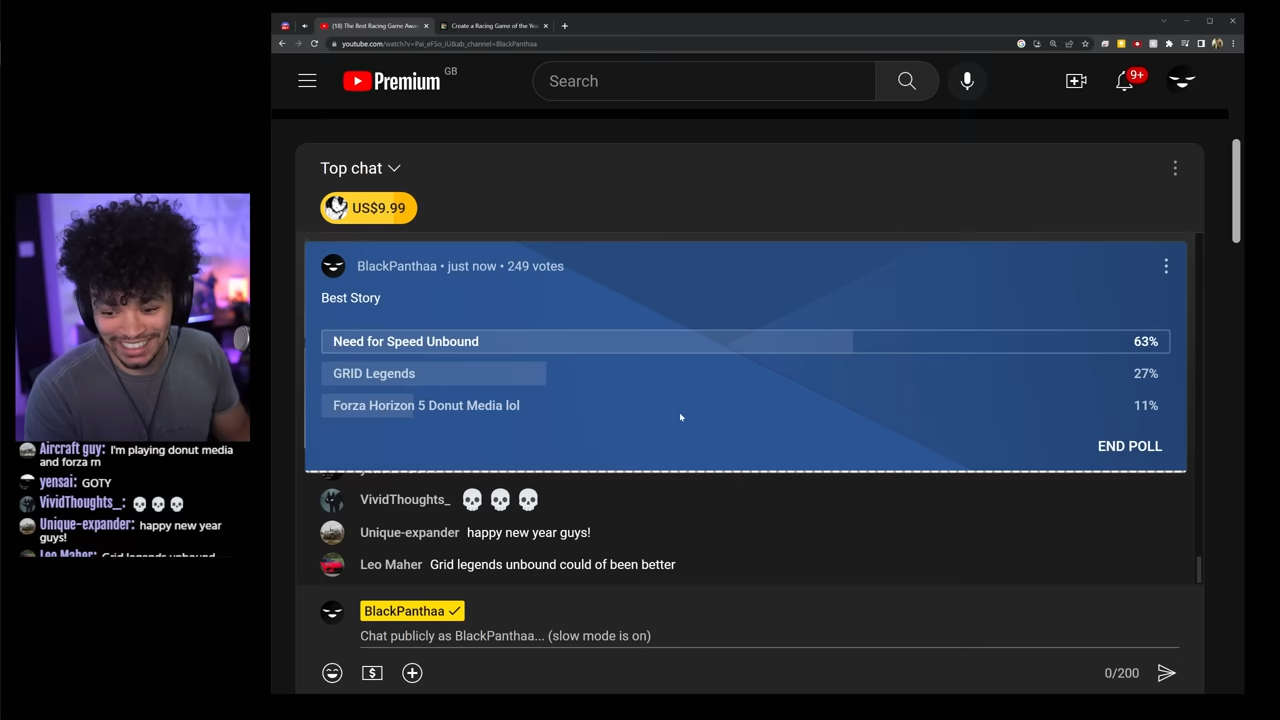 (18) The Best Racing Game Awa
Create a Racing Game of the Yea
youtube.com/watch?v=Pai_eFSo_iU&ab_channel=BlackPanthaa
Premium
GB
Search
9+
Top chat
US$9.99
BlackPanthaa • just now • 249 votes
Best Story
Need for Speed Unbound
63%
GRID Legends
27%
Forza Horizon 5 Donut Media lol
11%
END POLL
VividThoughts_
Unique-expander happy new year guys!
Leo Maher Grid legends unbound could of been better
BlackPanthaa
Chat publicly as BlackPanthaa... (slow mode is on)
0/200
Aircraft guy: I'm playing donut media
and forza rn
yensai: GOTY
VividThoughts_:
Unique-expander: happy new year
guys!
Leo Maher: Grid legends unbound